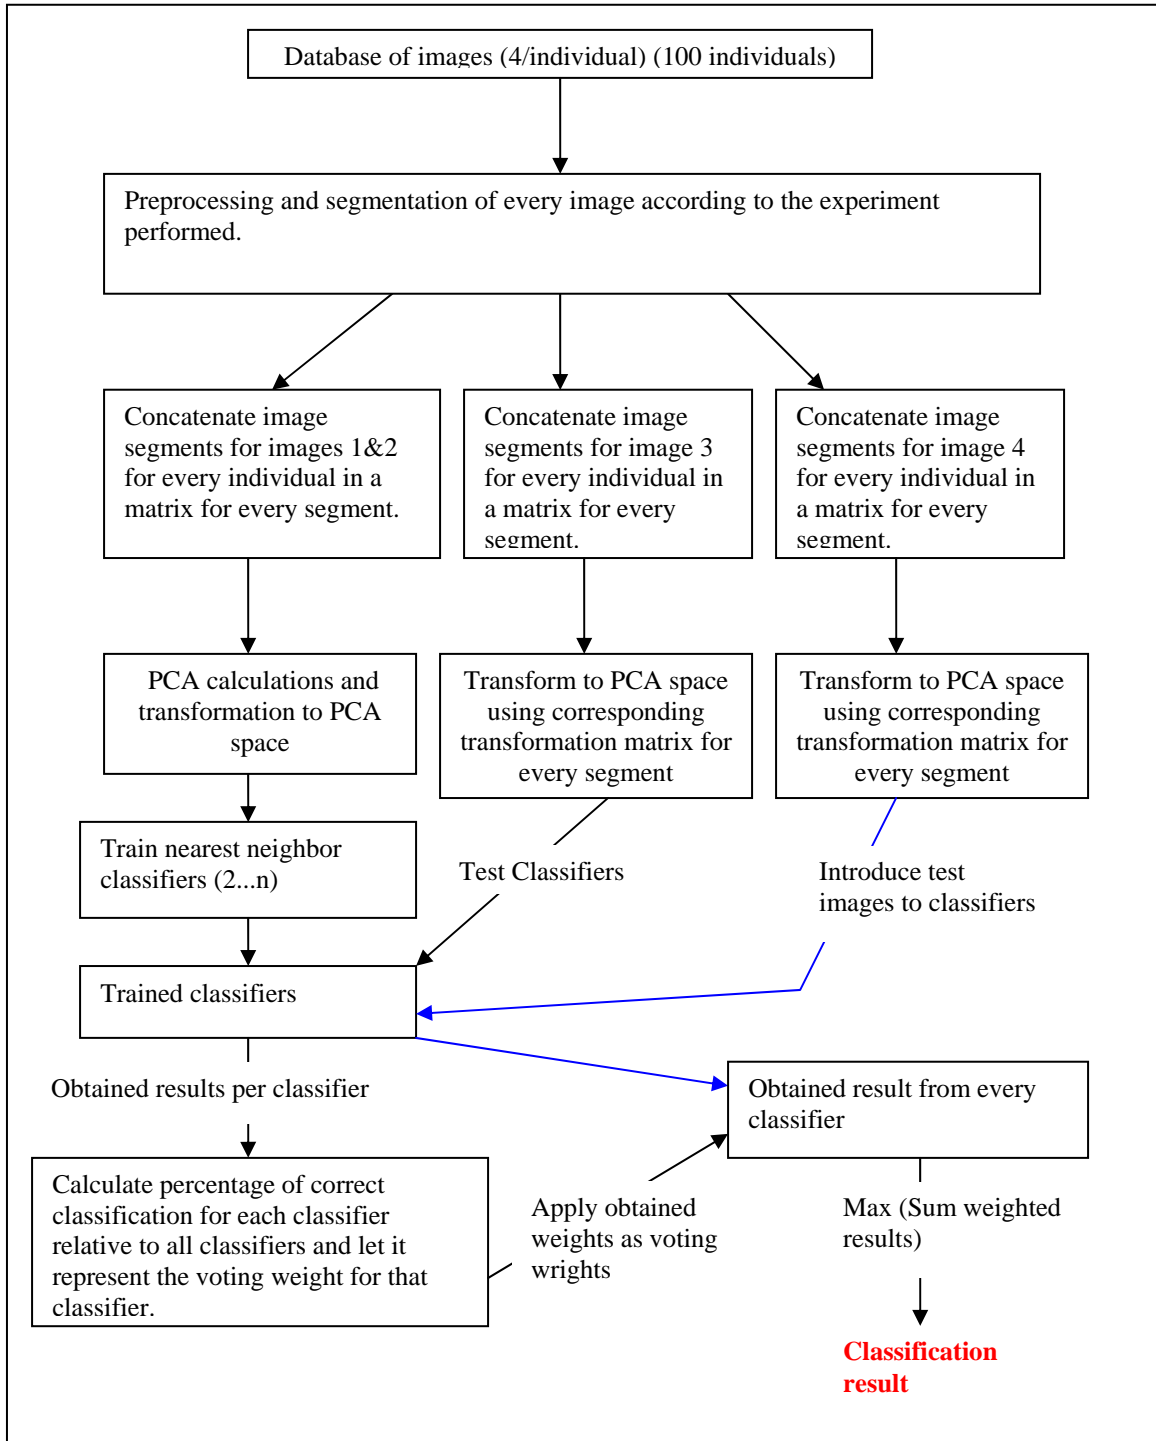 Database of images (4/individual) (100 individuals)
Preprocessing and segmentation of every image according to the experiment
performed.
Concatenate image
segments for images 1&2
for every individual in a
matrix for every segment.
Concatenate image
segments for image 3
for every individual in
a matrix for every
segment.
Concatenate image
segments for image 4
for every individual in
a matrix for every
segment.
PCA calculations and
transformation to PCA
space
Transform to PCA space
using corresponding
transformation matrix for
every segment
Transform to PCA space
using corresponding
transformation matrix for
every segment
Train nearest neighbor
classifiers (2...n)
Test Classifiers
Introduce test
images to classifiers
Trained classifiers
Obtained results per classifier
Obtained result from every
classifier
Calculate percentage of correct
classification for each classifier
relative to all classifiers and let it
represent the voting weight for that
classifier.
Apply obtained
weights as voting
wrights
Max (Sum weighted
results)
Classification
result